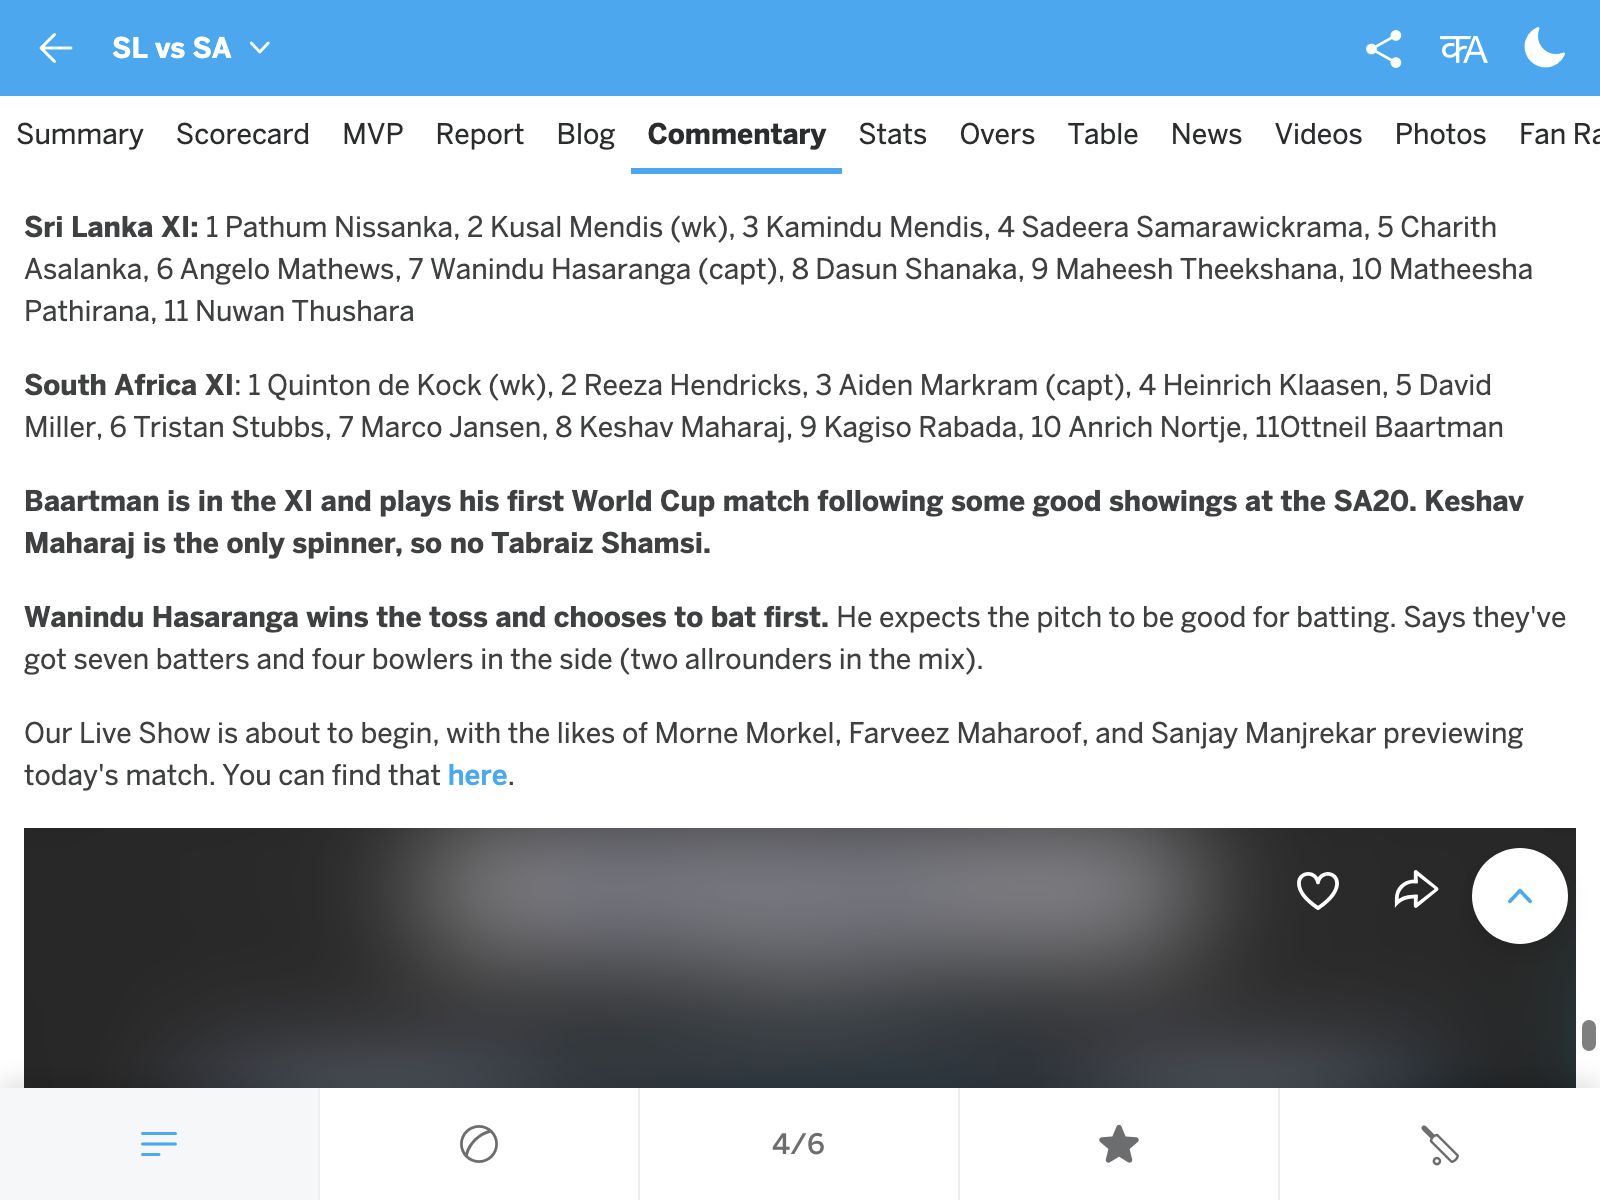 SL vs SA
क A
Summary Scorecard MVP Report Blog Commentary Stats Overs Table News Videos Photos Fan Ra
Sri Lanka XI: 1 Pathum Nissanka, 2 Kusal Mendis (wk), 3 Kamindu Mendis, 4 Sadeera Samarawickrama, 5 Charith
Asalanka, 6 Angelo Mathews, 7 Wanindu Hasaranga (capt), 8 Dasun Shanaka, 9 Maheesh Theekshana, 10 Matheesha
Pathirana, 11 Nuwan Thushara
South Africa XI: 1 Quinton de Kock (wk), 2 Reeza Hendricks, 3 Aiden Markram (capt), 4 Heinrich Klaasen, 5 David
Miller, 6 Tristan Stubbs, 7 Marco Jansen, 8 Keshav Maharaj, 9 Kagiso Rabada, 10 Anrich Nortje, 11Ottneil Baartman
Baartman is in the XI and plays his first World Cup match following some good showings at the SA20. Keshav
Maharaj is the only spinner, so no Tabraiz Shamsi.
Wanindu Hasaranga wins the toss and chooses to bat first. He expects the pitch to be good for batting. Says they've
got seven batters and four bowlers in the side (two allrounders in the mix).
Our Live Show is about to begin, with the likes of Morne Morkel, Farveez Maharoof, and Sanjay Manjrekar previewing
today's match. You can find that here.
4/6